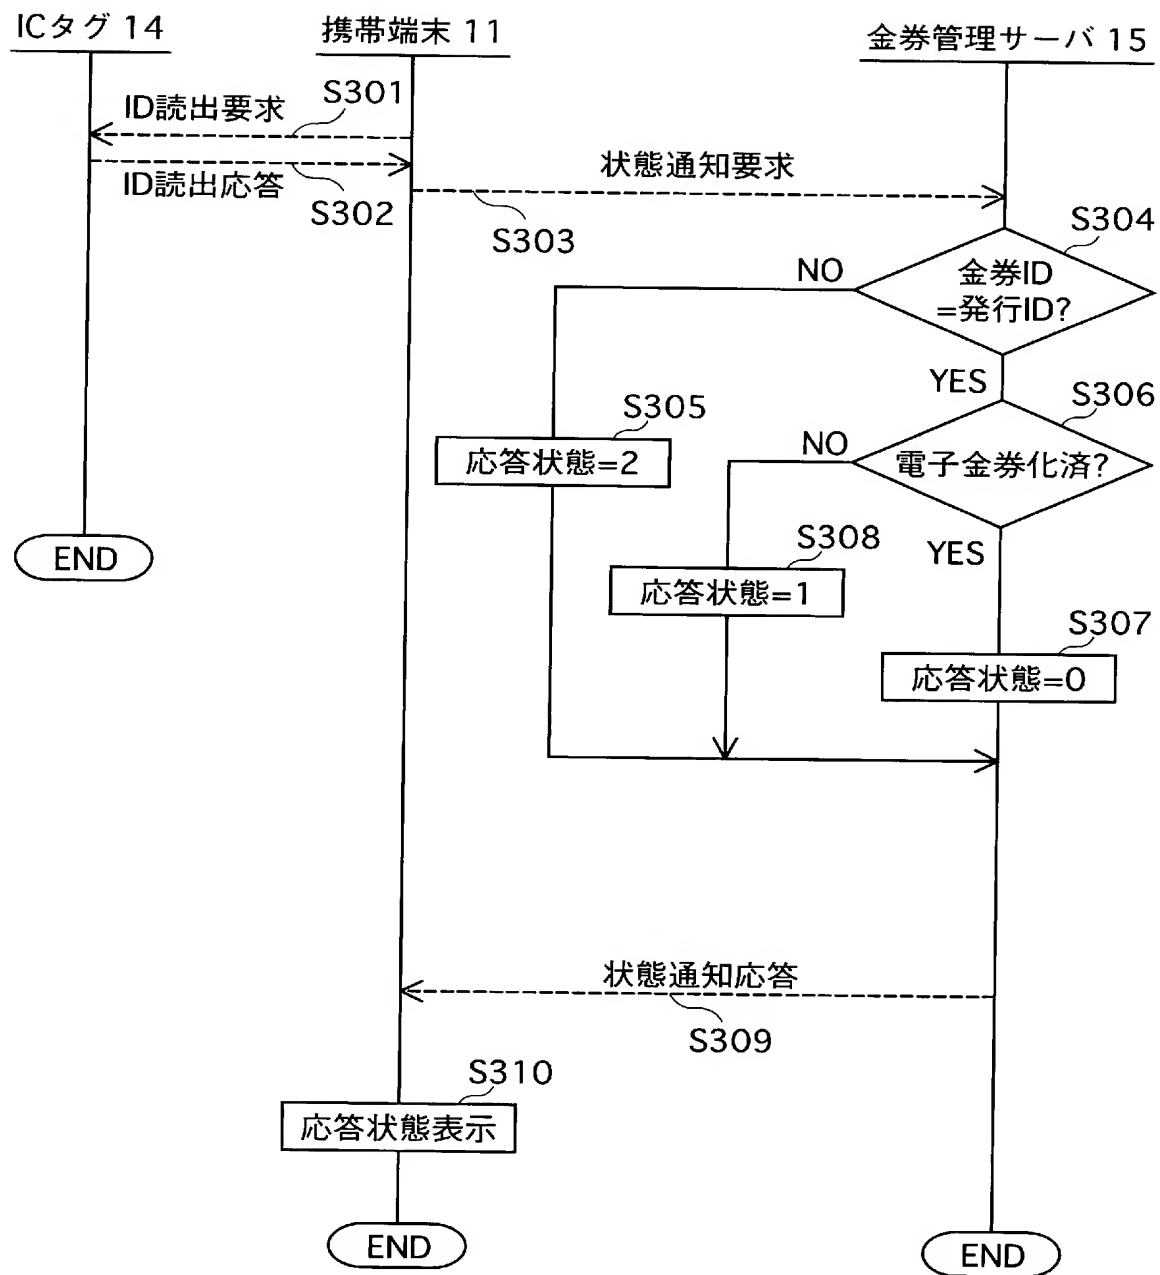 ICタグ 14
携帯端末 11
金券管理サーバ 15
S301
ID読出要求
ID読出応答
S302
状態通知要求
S303
S304
金券ID
=発行ID?
NO
YES
S305
応答状態=2
S306
電子金券化済?
NO
YES
S308
応答状態=1
S307
応答状態=0
END
状態通知応答
S309
S310
応答状態表示
END
END